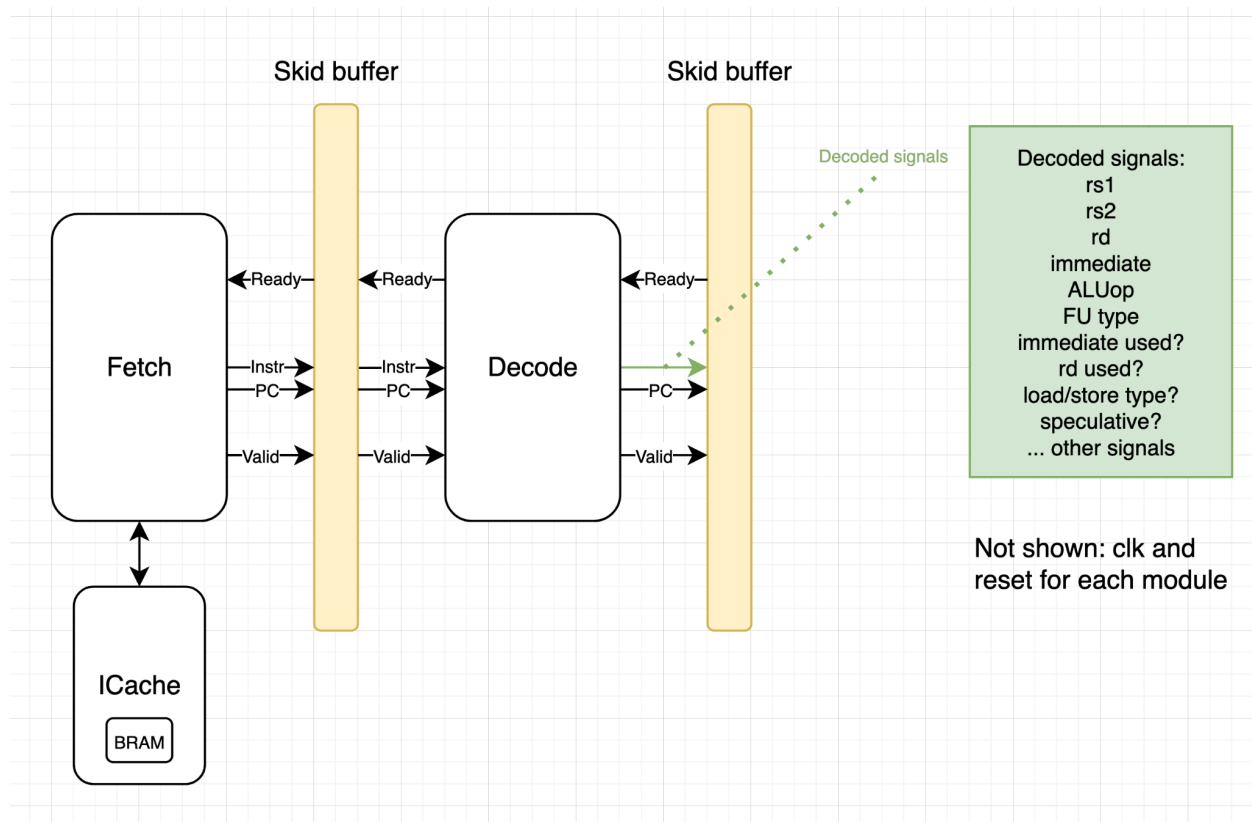 Skid buffer
Skid buffer
Decoded signals
Decoded signals:
rs1
rs2
rd
immediate
ALUop
FU type
immediate used?
rd used?
load/store type?
speculative?
... other signals
Ready
Ready
Ready
Fetch
Instr
PC
Instr
PC
Decode
PC
Valid
Valid
Valid
Not shown: clk and
reset for each module
ICache
BRAM